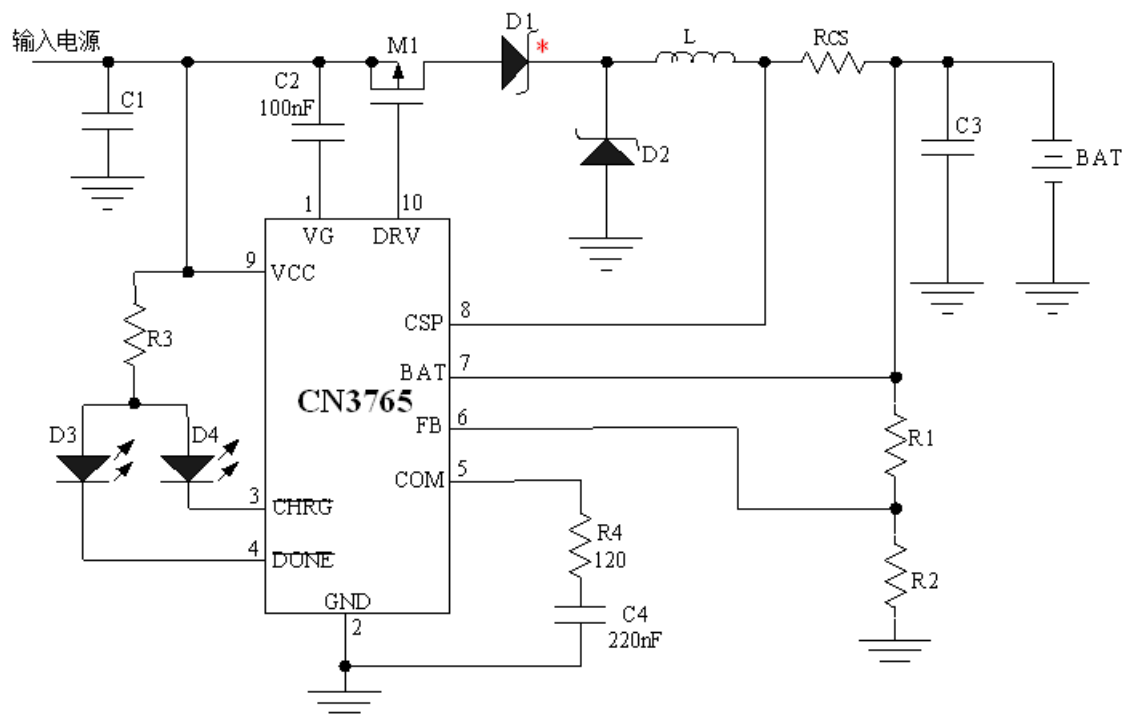 输入电源
D1
*
M1
L
RCS
C2
100nF
C1
D2
C3
BAT
1
10
VG
DRV
9
VCC
8
CSP
R3
7
BAT
CN3765
6
FB
R1
D3
D4
5
COM
3
CHRG
R4
120
4
DONE
R2
GND
2
C4
220nF